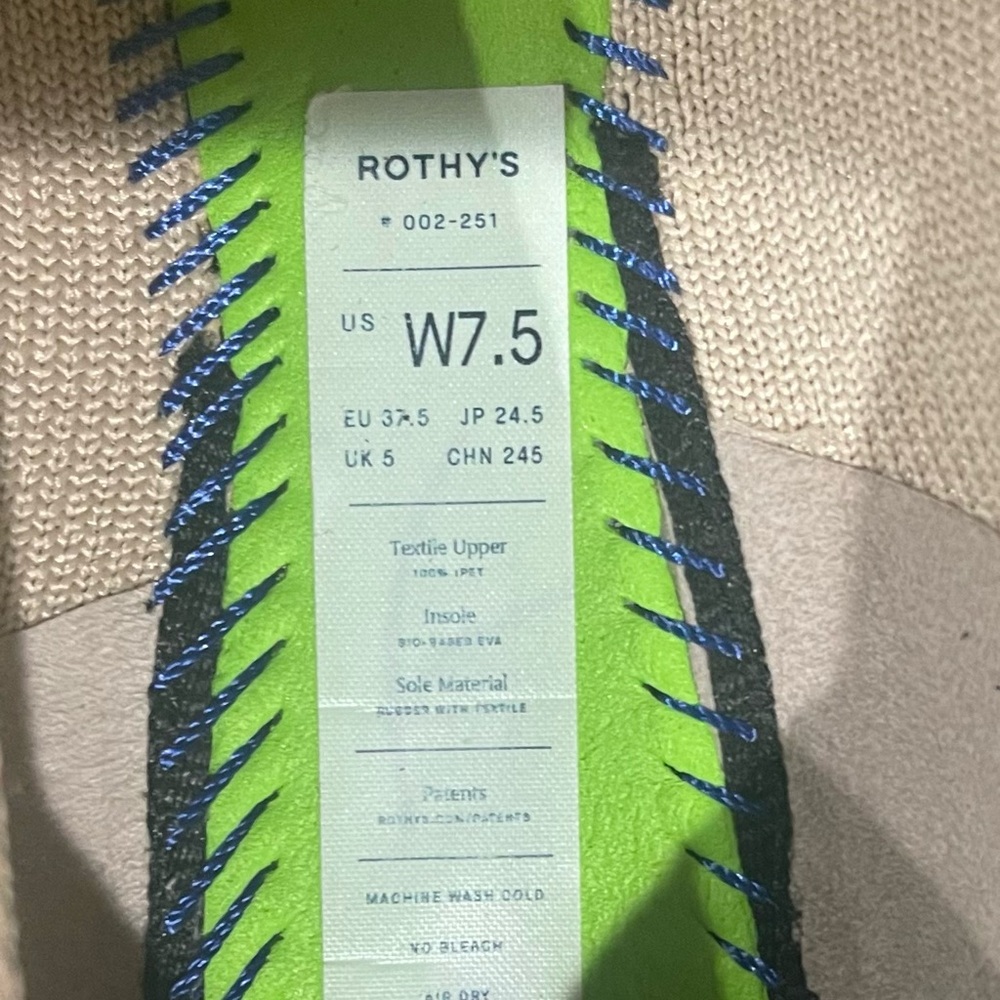 ROTHY'S
# 002-251
US W7.5
EU 37.5 JP 24.5
UK 5 CHN 245
Textile Upper
100% rPET
Insole
BIO-BASED EVA
Sole Material
RUBBER WITH TEXTILE
Patents
ROTHYS.COM/PATENTS
MACHINE WASH COLD
NO BLEACH
AIR DRY